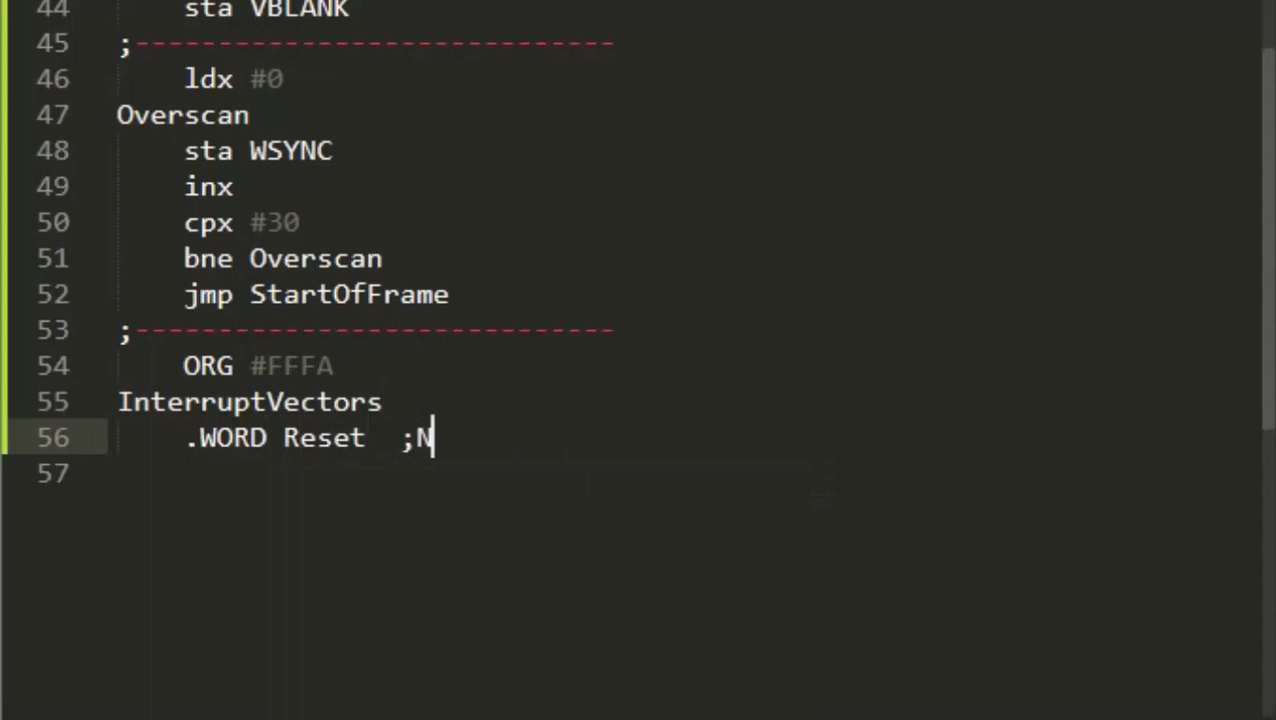 44 sta VBLANK
45 ;-----------------------------
46 ldx #0
47 Overscan
48 sta WSYNC
49 inx
50 cpx #30
51 bne Overscan
52 jmp StartOfFrame
53 ;-----------------------------
54 ORG #FFFA
55 InterruptVectors
56 .WORD Reset ;N
57